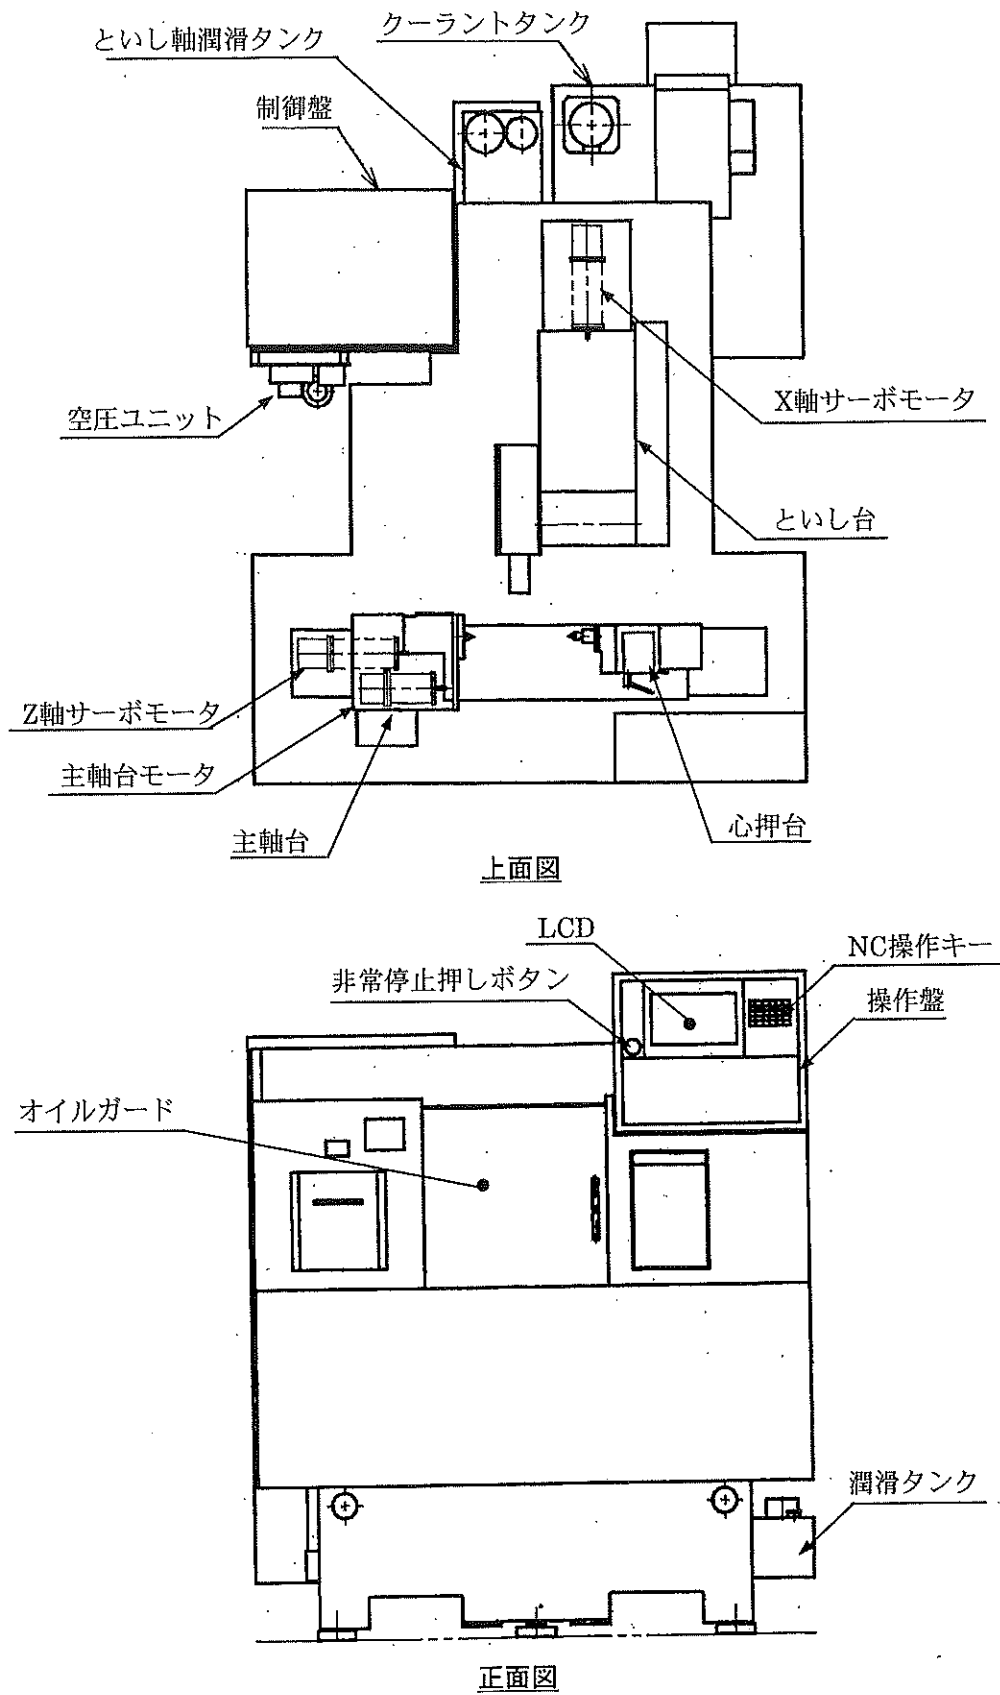 クーラントタンク
といし軸潤滑タンク
制御盤
空圧ユニット
X軸サーボモータ
といし台
Z軸サーボモータ
主軸台モータ
主軸台
心押台
上面図
LCD
NC操作キー
非常停止押しボタン
操作盤
オイルガード
潤滑タンク
正面図